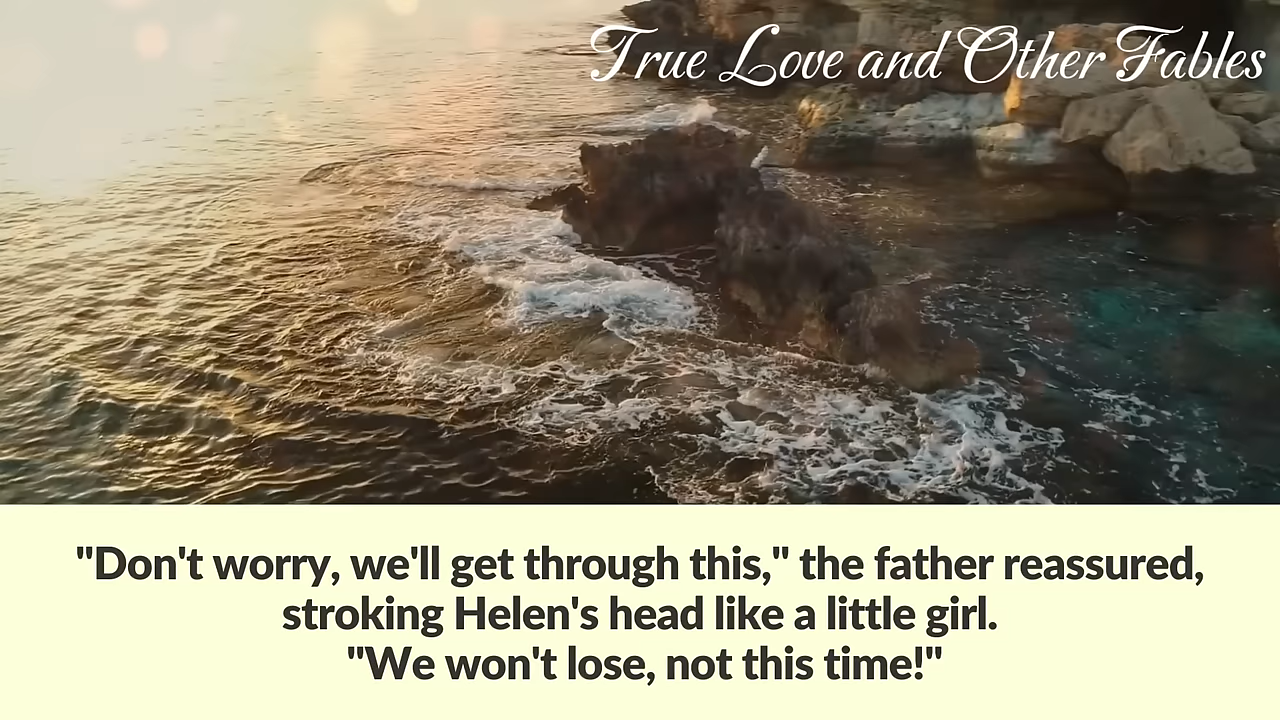 True Love and Other Fables
"Don't worry, we'll get through this," the father reassured,
stroking Helen's head like a little girl.
"We won't lose, not this time!"